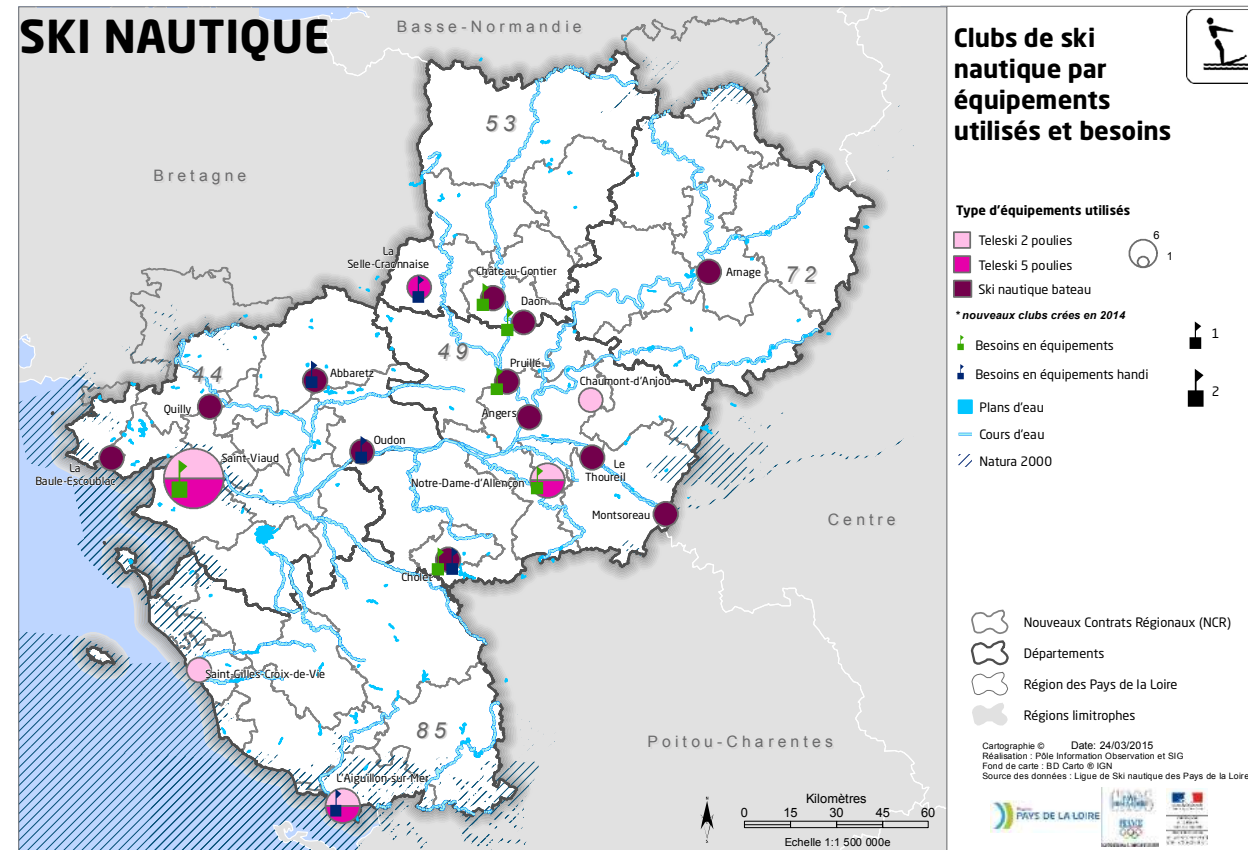 SKI NAUTIQUE
Basse-Normandie
Bretagne
53
La
Selle-Craonnaise
Château-Gontier
Daon
Arnage
72
49
44
Abbaretz
Pruillé
Chaumont-d'Anjou
Quilly
Angers
Oudon
La
Baule-Escoublac
Saint-Viaud
Notre-Dame-d'Allençon
Le
Thoureil
Montsoreau
Centre
Cholet
Saint-Gilles-Croix-de-Vie
85
L'Aiguillon-sur-Mer
Poitou-Charentes
Kilomètres
0 15 30 45 60
Echelle 1:1 500 000e
Clubs de ski
nautique par
équipements
utilisés et besoins
Type d'équipements utilisés
Teleski 2 poulies
Teleski 5 poulies
Ski nautique bateau
6
1
* nouveaux clubs crées en 2014
Besoins en équipements
Besoins en équipements handi
1
2
Plans d'eau
Cours d'eau
Natura 2000
Nouveaux Contrats Régionaux (NCR)
Départements
Région des Pays de la Loire
Régions limitrophes
Cartographie © Date: 24/03/2015
Réalisation : Pôle Information Observation et SIG
Fond de carte : BD Carto ® IGN
Source des données : Ligue de Ski nautique des Pays de la Loire
PAYS DE LA LOIRE
FRANCE